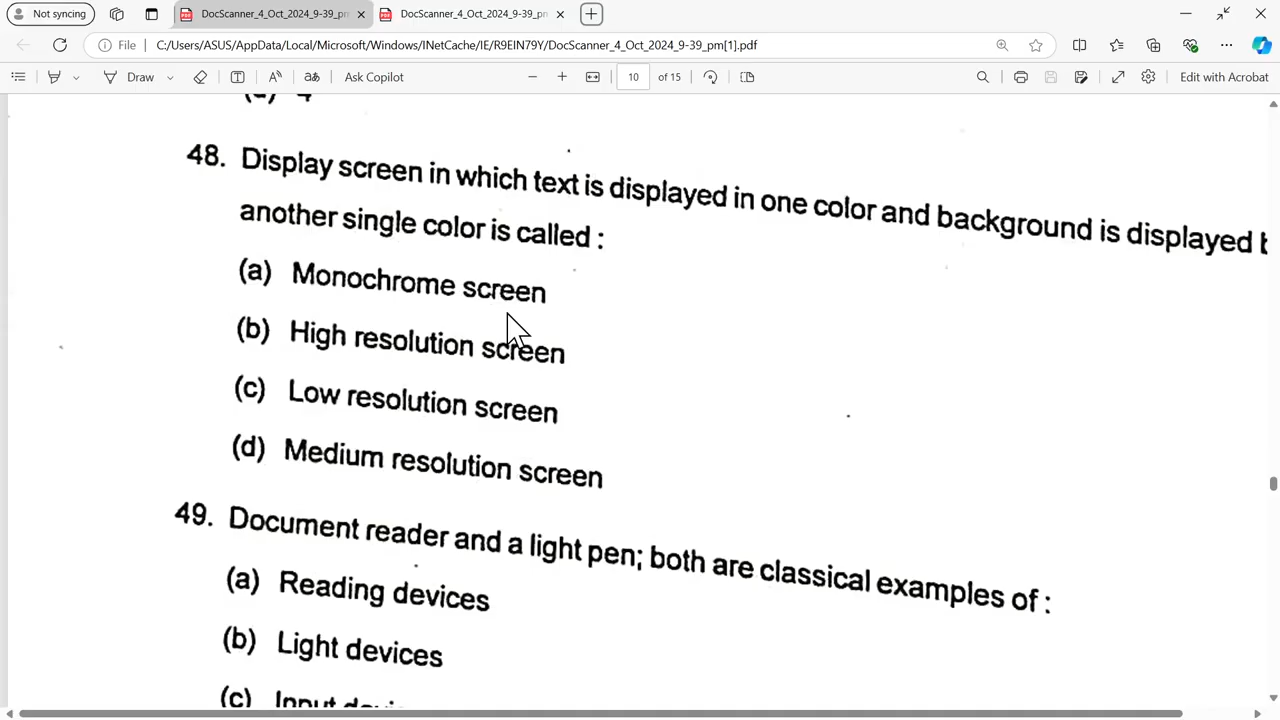 Not syncing
DocScanner_4_Oct_2024_9-39_pm
DocScanner_4_Oct_2024_9-39_pm
File
C:/Users/ASUS/AppData/Local/Microsoft/Windows/INetCache/IE/R9EIN79Y/DocScanner_4_Oct_2024_9-39_pm[1].pdf
Draw
Ask Copilot
10 of 15
Edit with Acrobat
(d) 4
48. Display screen in which text is displayed in one color and background is displayed
another single color is called :
(a) Monochrome screen
(b) High resolution screen
(c) Low resolution screen
(d) Medium resolution screen
49. Document reader and a light pen; both are classical examples of :
(a) Reading devices
(b) Light devices
(c) Input